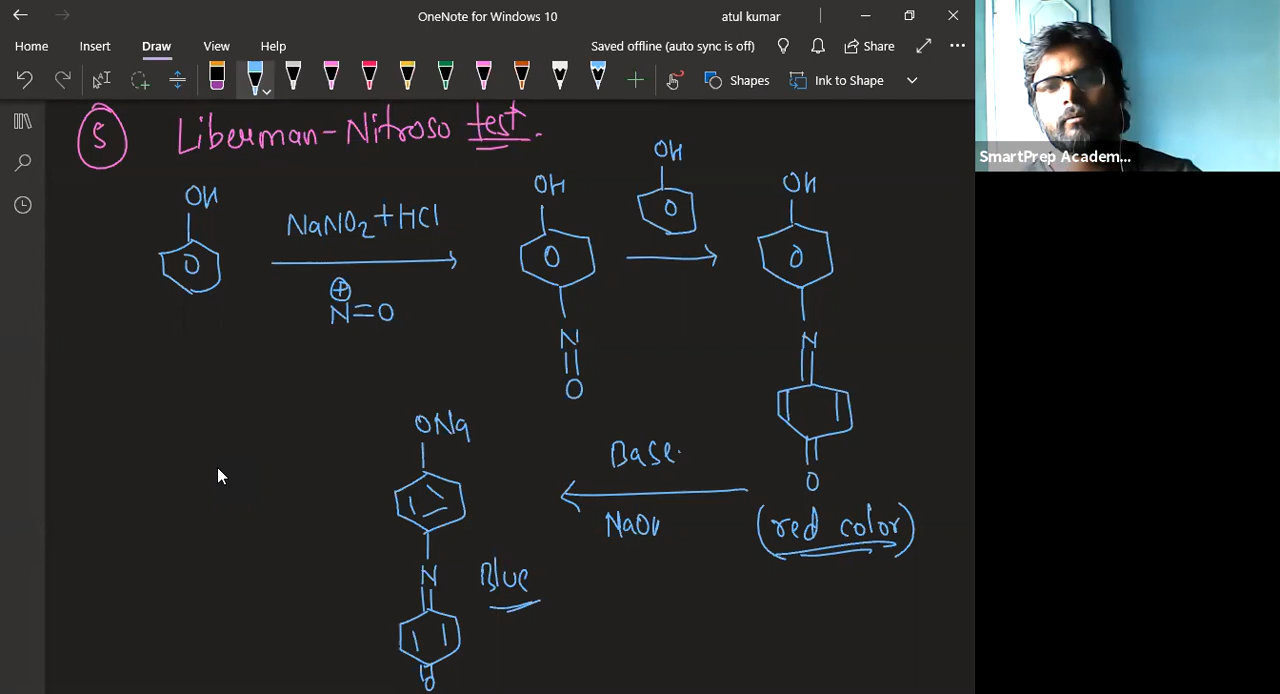 OneNote for Windows 10
atul kumar
Home Insert Draw View Help
Saved offline (auto sync is off)
Share
Shapes
Ink to Shape
SmartPrep Academ...
5 Liberman-Nitroso test.
OH
NaNO2+HCl
⊕
N=O
OH
N
O
OH
OH
N
O
(red color)
Base.
NaOH
ONa
N
O
Blue